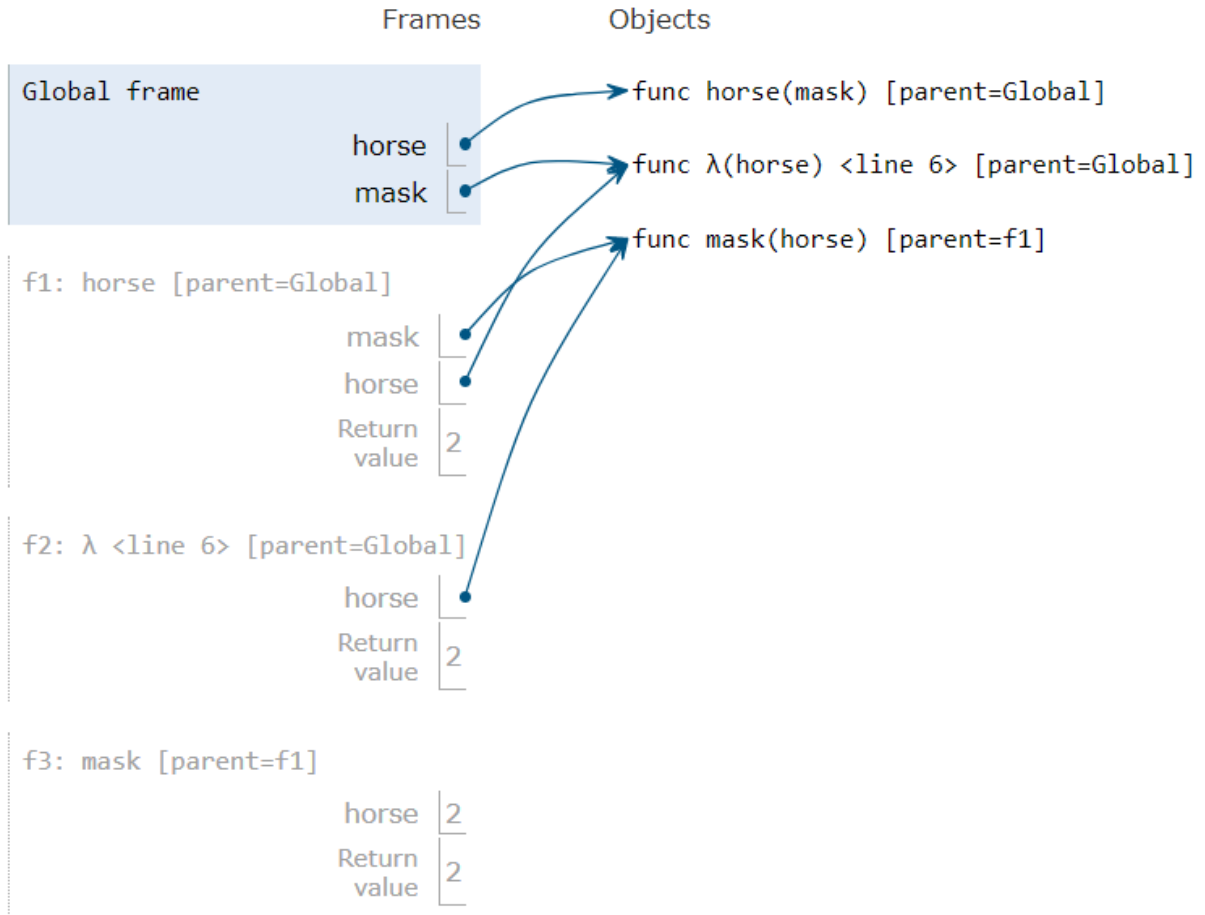 Frames Objects
Global frame
func horse(mask) [parent=Global]
horse
func λ(horse) <line 6> [parent=Global]
mask
func mask(horse) [parent=f1]
f1: horse [parent=Global]
mask
horse
Return
value 2
f2: λ <line 6> [parent=Global]
horse
Return
value 2
f3: mask [parent=f1]
horse 2
Return
value 2